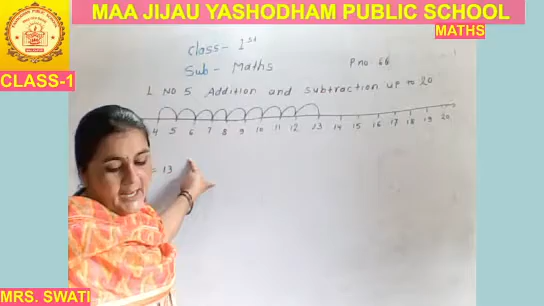 MAA JIJAU YASHODHAM PUBLIC SCHOOL
MATHS
CLASS-1
Class - 1st
Sub - Maths
P no 68
L NO 5 Addition and subtraction up to 20
4 5 6 7 8 9 10 11 12 13 14 15 16 17 18 19 20
= 13
MRS. SWATI